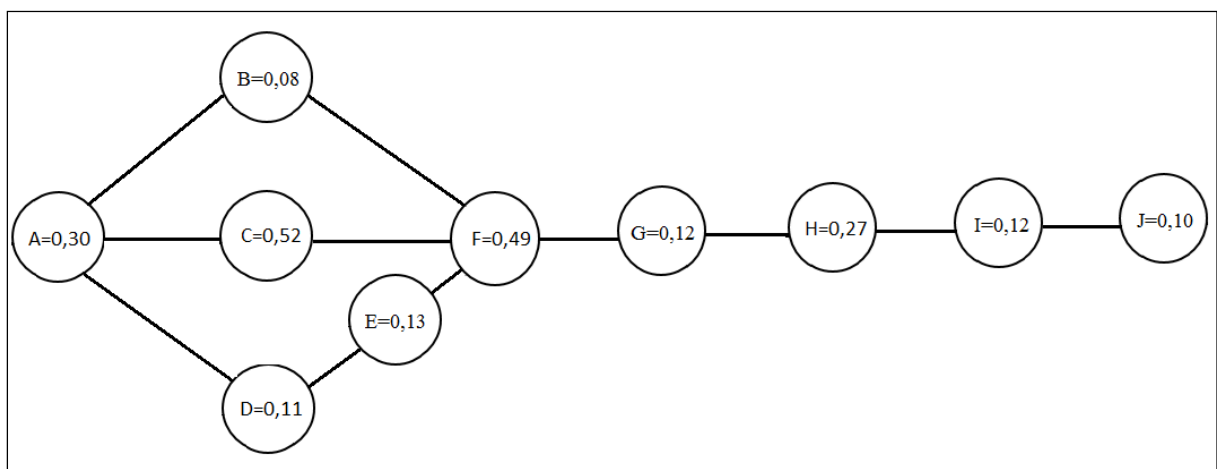 B=0,08
A=0,30
C=0,52
F=0,49
G=0,12
H=0,27
I=0,12
J=0,10
E=0,13
D=0,11